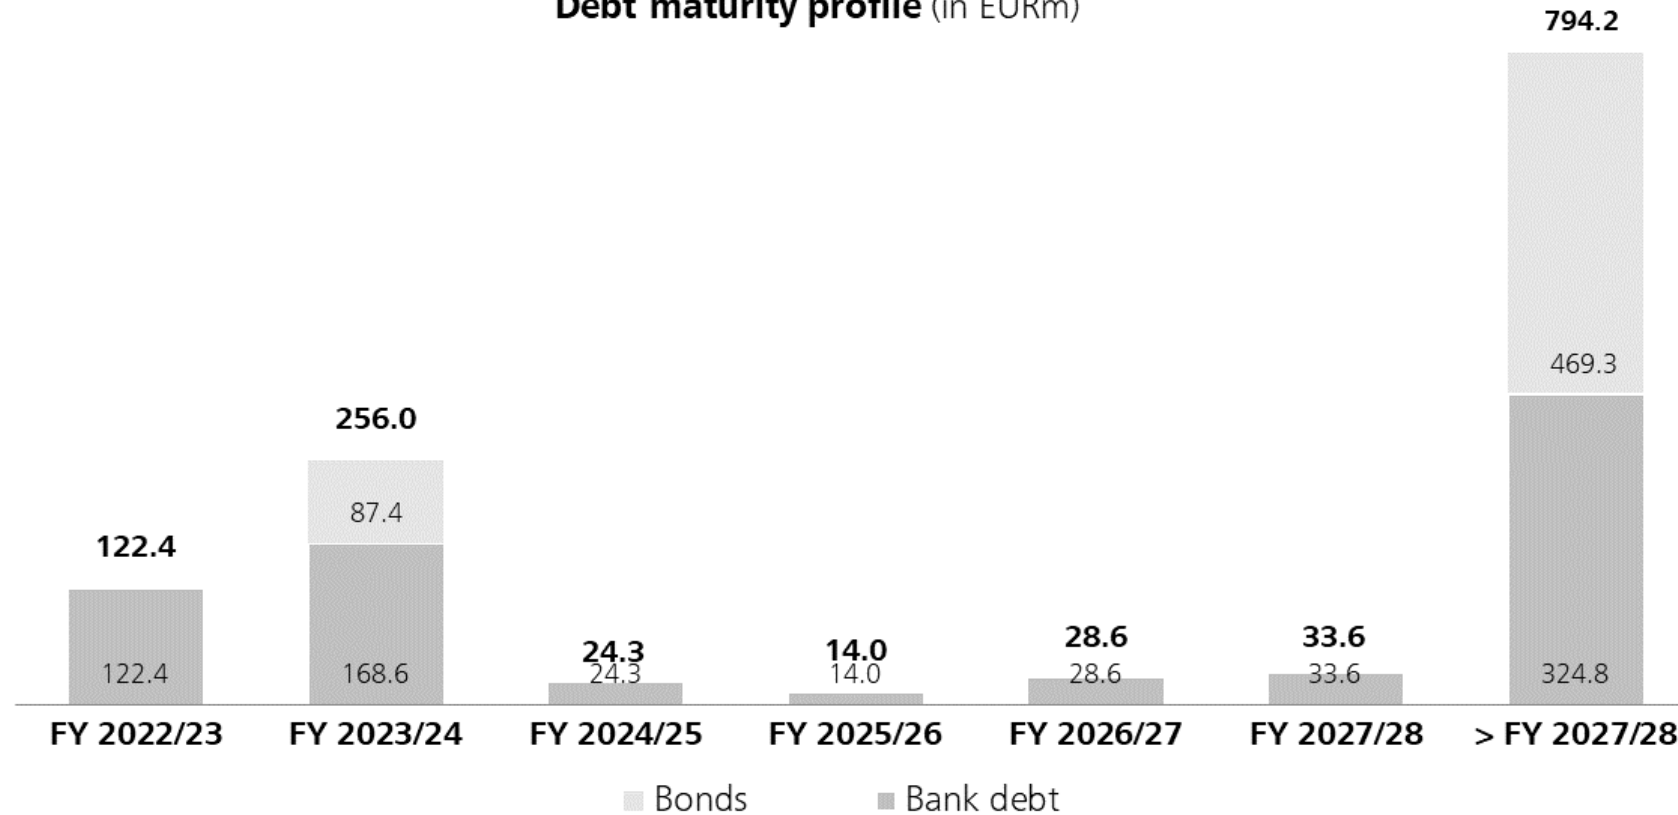 Debt maturity profile (in EURm)
794.2
469.3
256.0
87.4
122.4
122.4
168.6
24.3
24.3
14.0
14.0
28.6
28.6
33.6
33.6
324.8
FY 2022/23
FY 2023/24
FY 2024/25
FY 2025/26
FY 2026/27
FY 2027/28
> FY 2027/28
Bonds
Bank debt